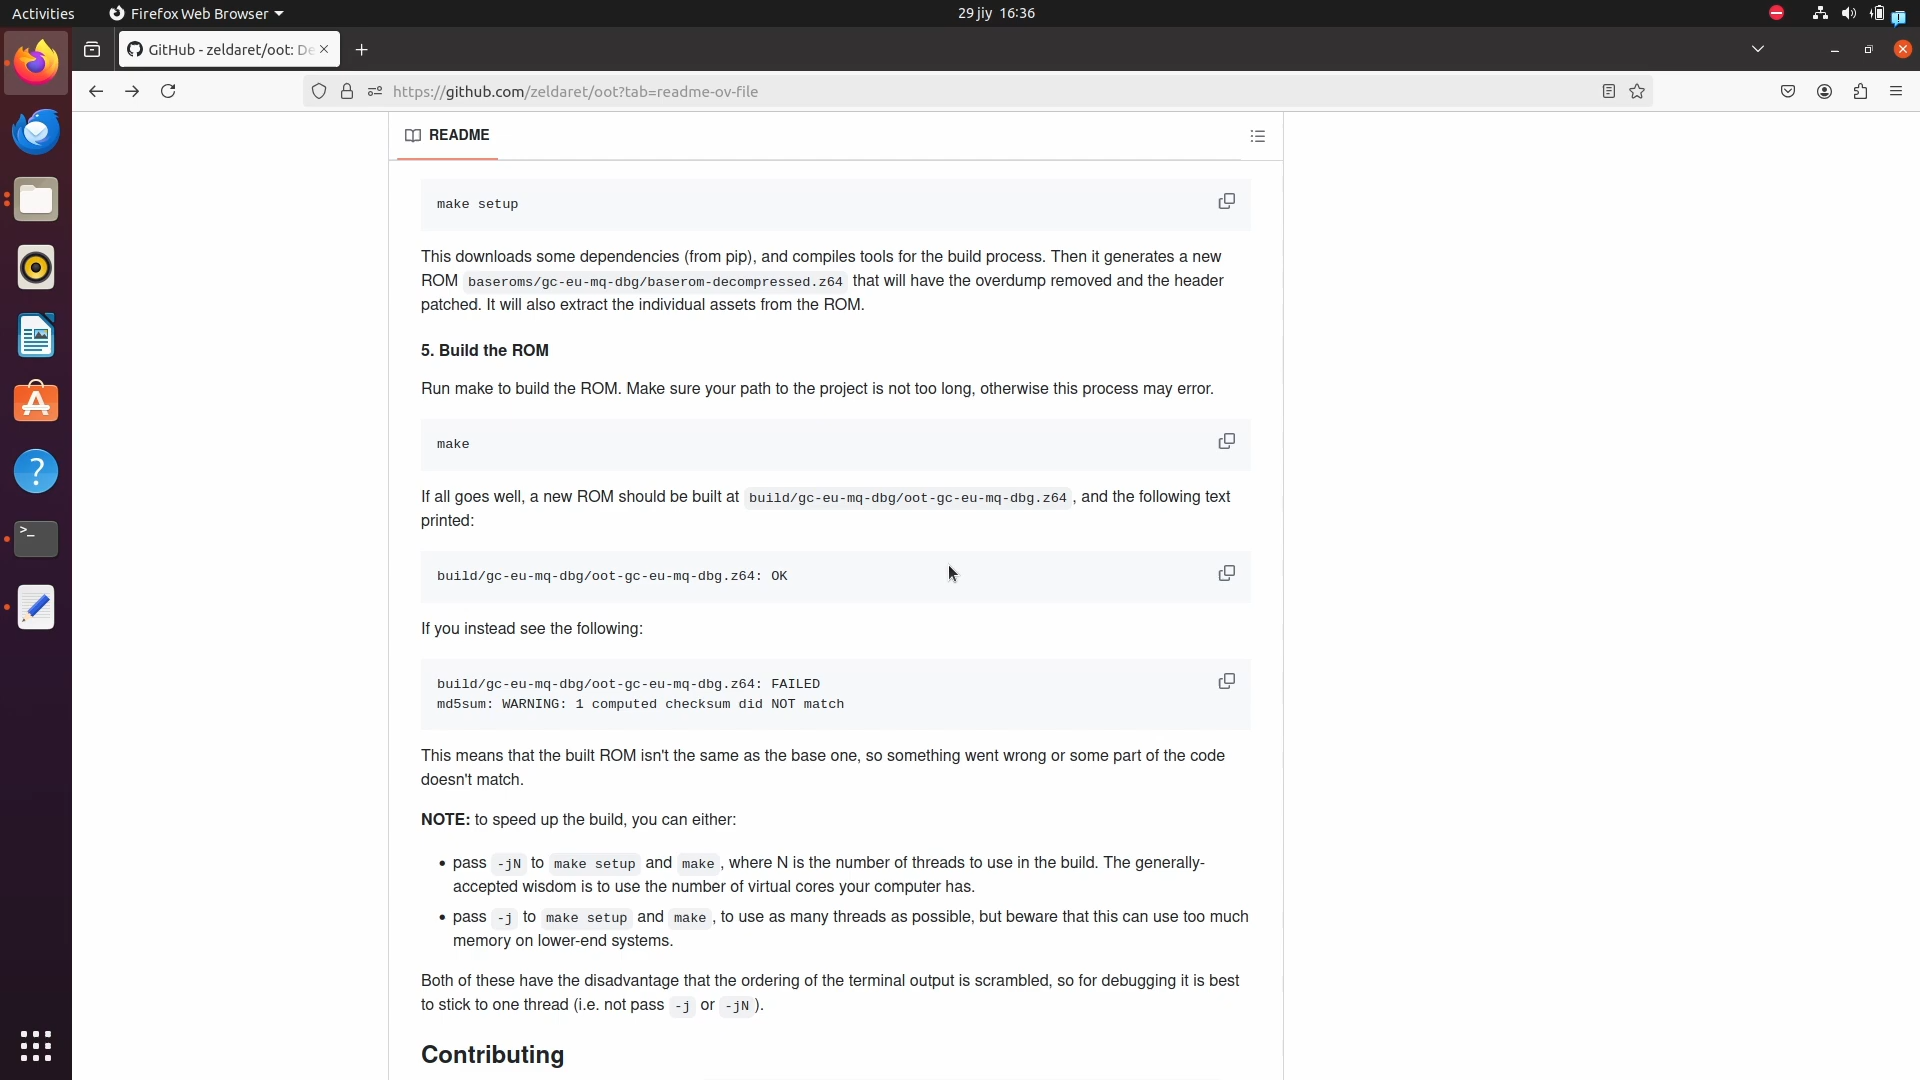 Activities
Firefox Web Browser
29 jiy 16:36
GitHub - zeldaret/oot: De
https://github.com/zeldaret/oot?tab=readme-ov-file
README
make setup
This downloads some dependencies (from pip), and compiles tools for the build process. Then it generates a new
ROM baseroms/gc-eu-mq-dbg/baserom-decompressed.z64 that will have the overdump removed and the header
patched. It will also extract the individual assets from the ROM.
5. Build the ROM
Run make to build the ROM. Make sure your path to the project is not too long, otherwise this process may error.
make
If all goes well, a new ROM should be built at build/gc-eu-mq-dbg/oot-gc-eu-mq-dbg.z64, and the following text
printed:
build/gc-eu-mq-dbg/oot-gc-eu-mq-dbg.z64: OK
If you instead see the following:
build/gc-eu-mq-dbg/oot-gc-eu-mq-dbg.z64: FAILED
md5sum: WARNING: 1 computed checksum did NOT match
This means that the built ROM isn't the same as the base one, so something went wrong or some part of the code
doesn't match.
NOTE: to speed up the build, you can either:
• pass -jN to make setup and make, where N is the number of threads to use in the build. The generally-
accepted wisdom is to use the number of virtual cores your computer has.
• pass -j to make setup and make, to use as many threads as possible, but beware that this can use too much
memory on lower-end systems.
Both of these have the disadvantage that the ordering of the terminal output is scrambled, so for debugging it is best
to stick to one thread (i.e. not pass -j or -jN).
Contributing